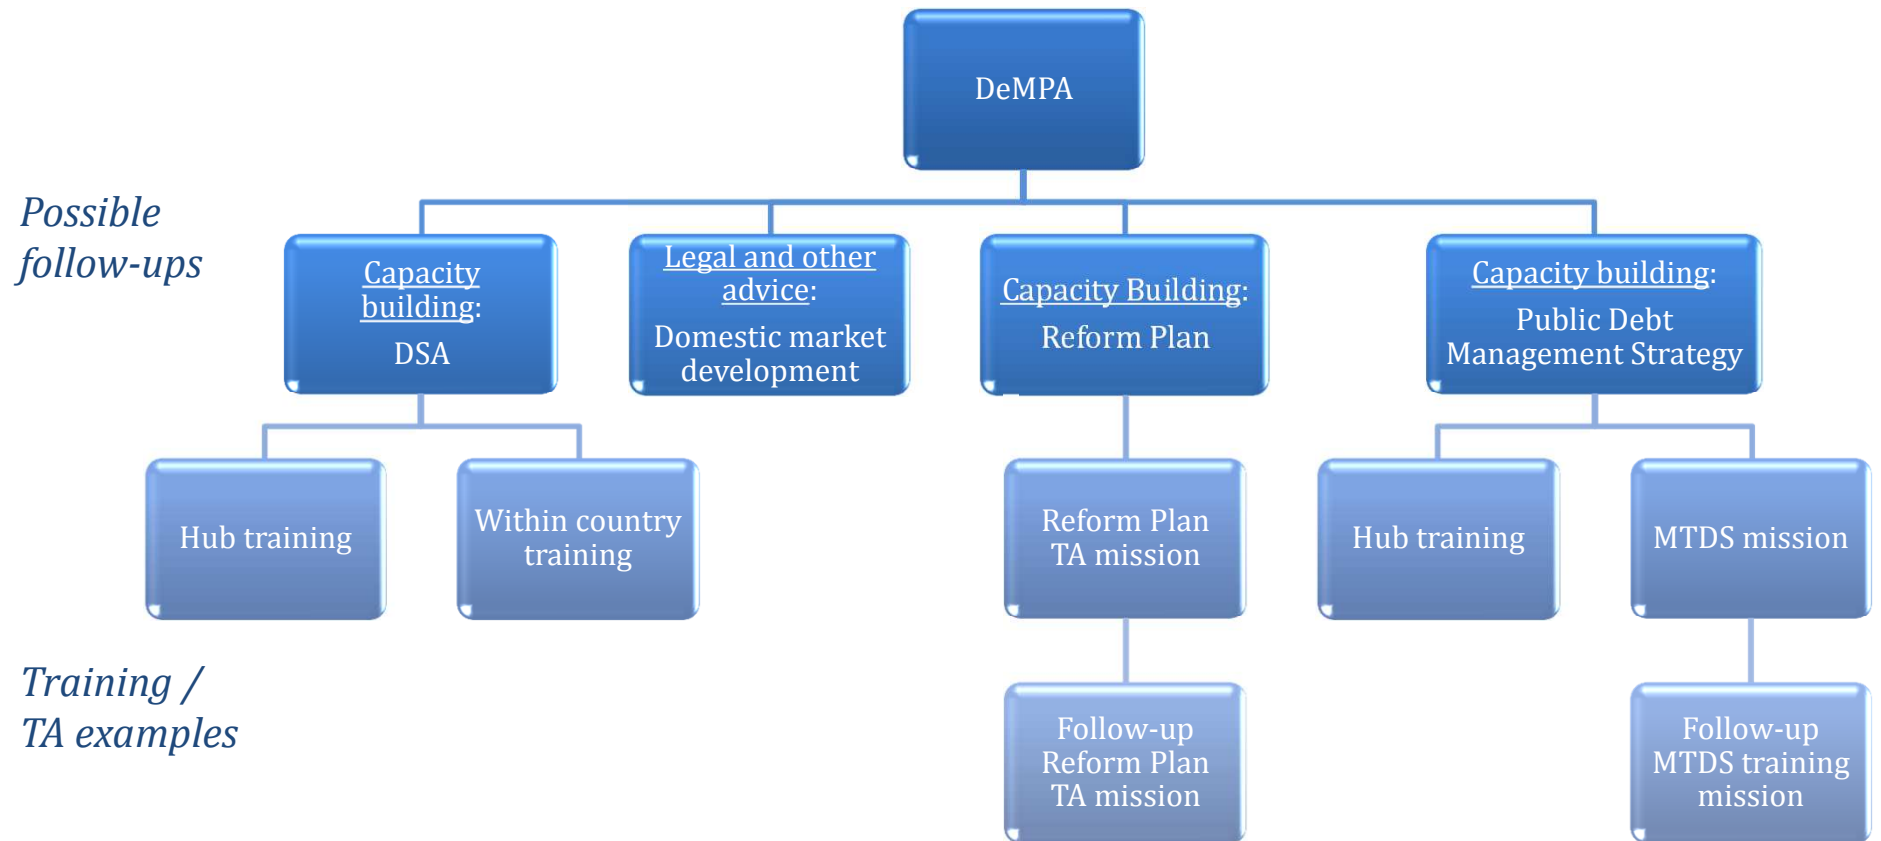 DeMPA
Possible
follow-ups
Capacity
building:
DSA
Legal and other
advice:
Domestic market
development
Capacity Building:
Reform Plan
Capacity building:
Public Debt
Management Strategy
Hub training
Within country
training
Reform Plan
TA mission
Hub training
MTDS mission
Training /
TA examples
Follow-up
Reform Plan
TA mission
Follow-up
MTDS training
mission